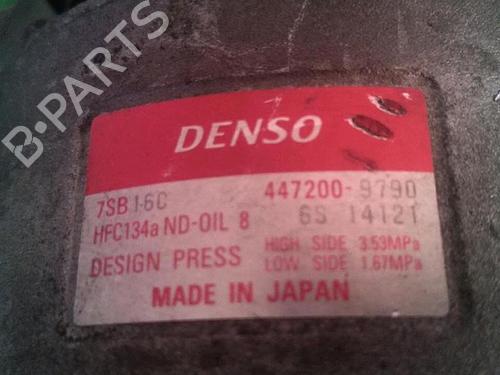 B-PARTS
DENSO
7SB16C 447200-9790
HFC134a ND-OIL 8 6S 14121
DESIGN PRESS HIGH SIDE 3.53MPa
LOW SIDE 1.67MPa
MADE IN JAPAN